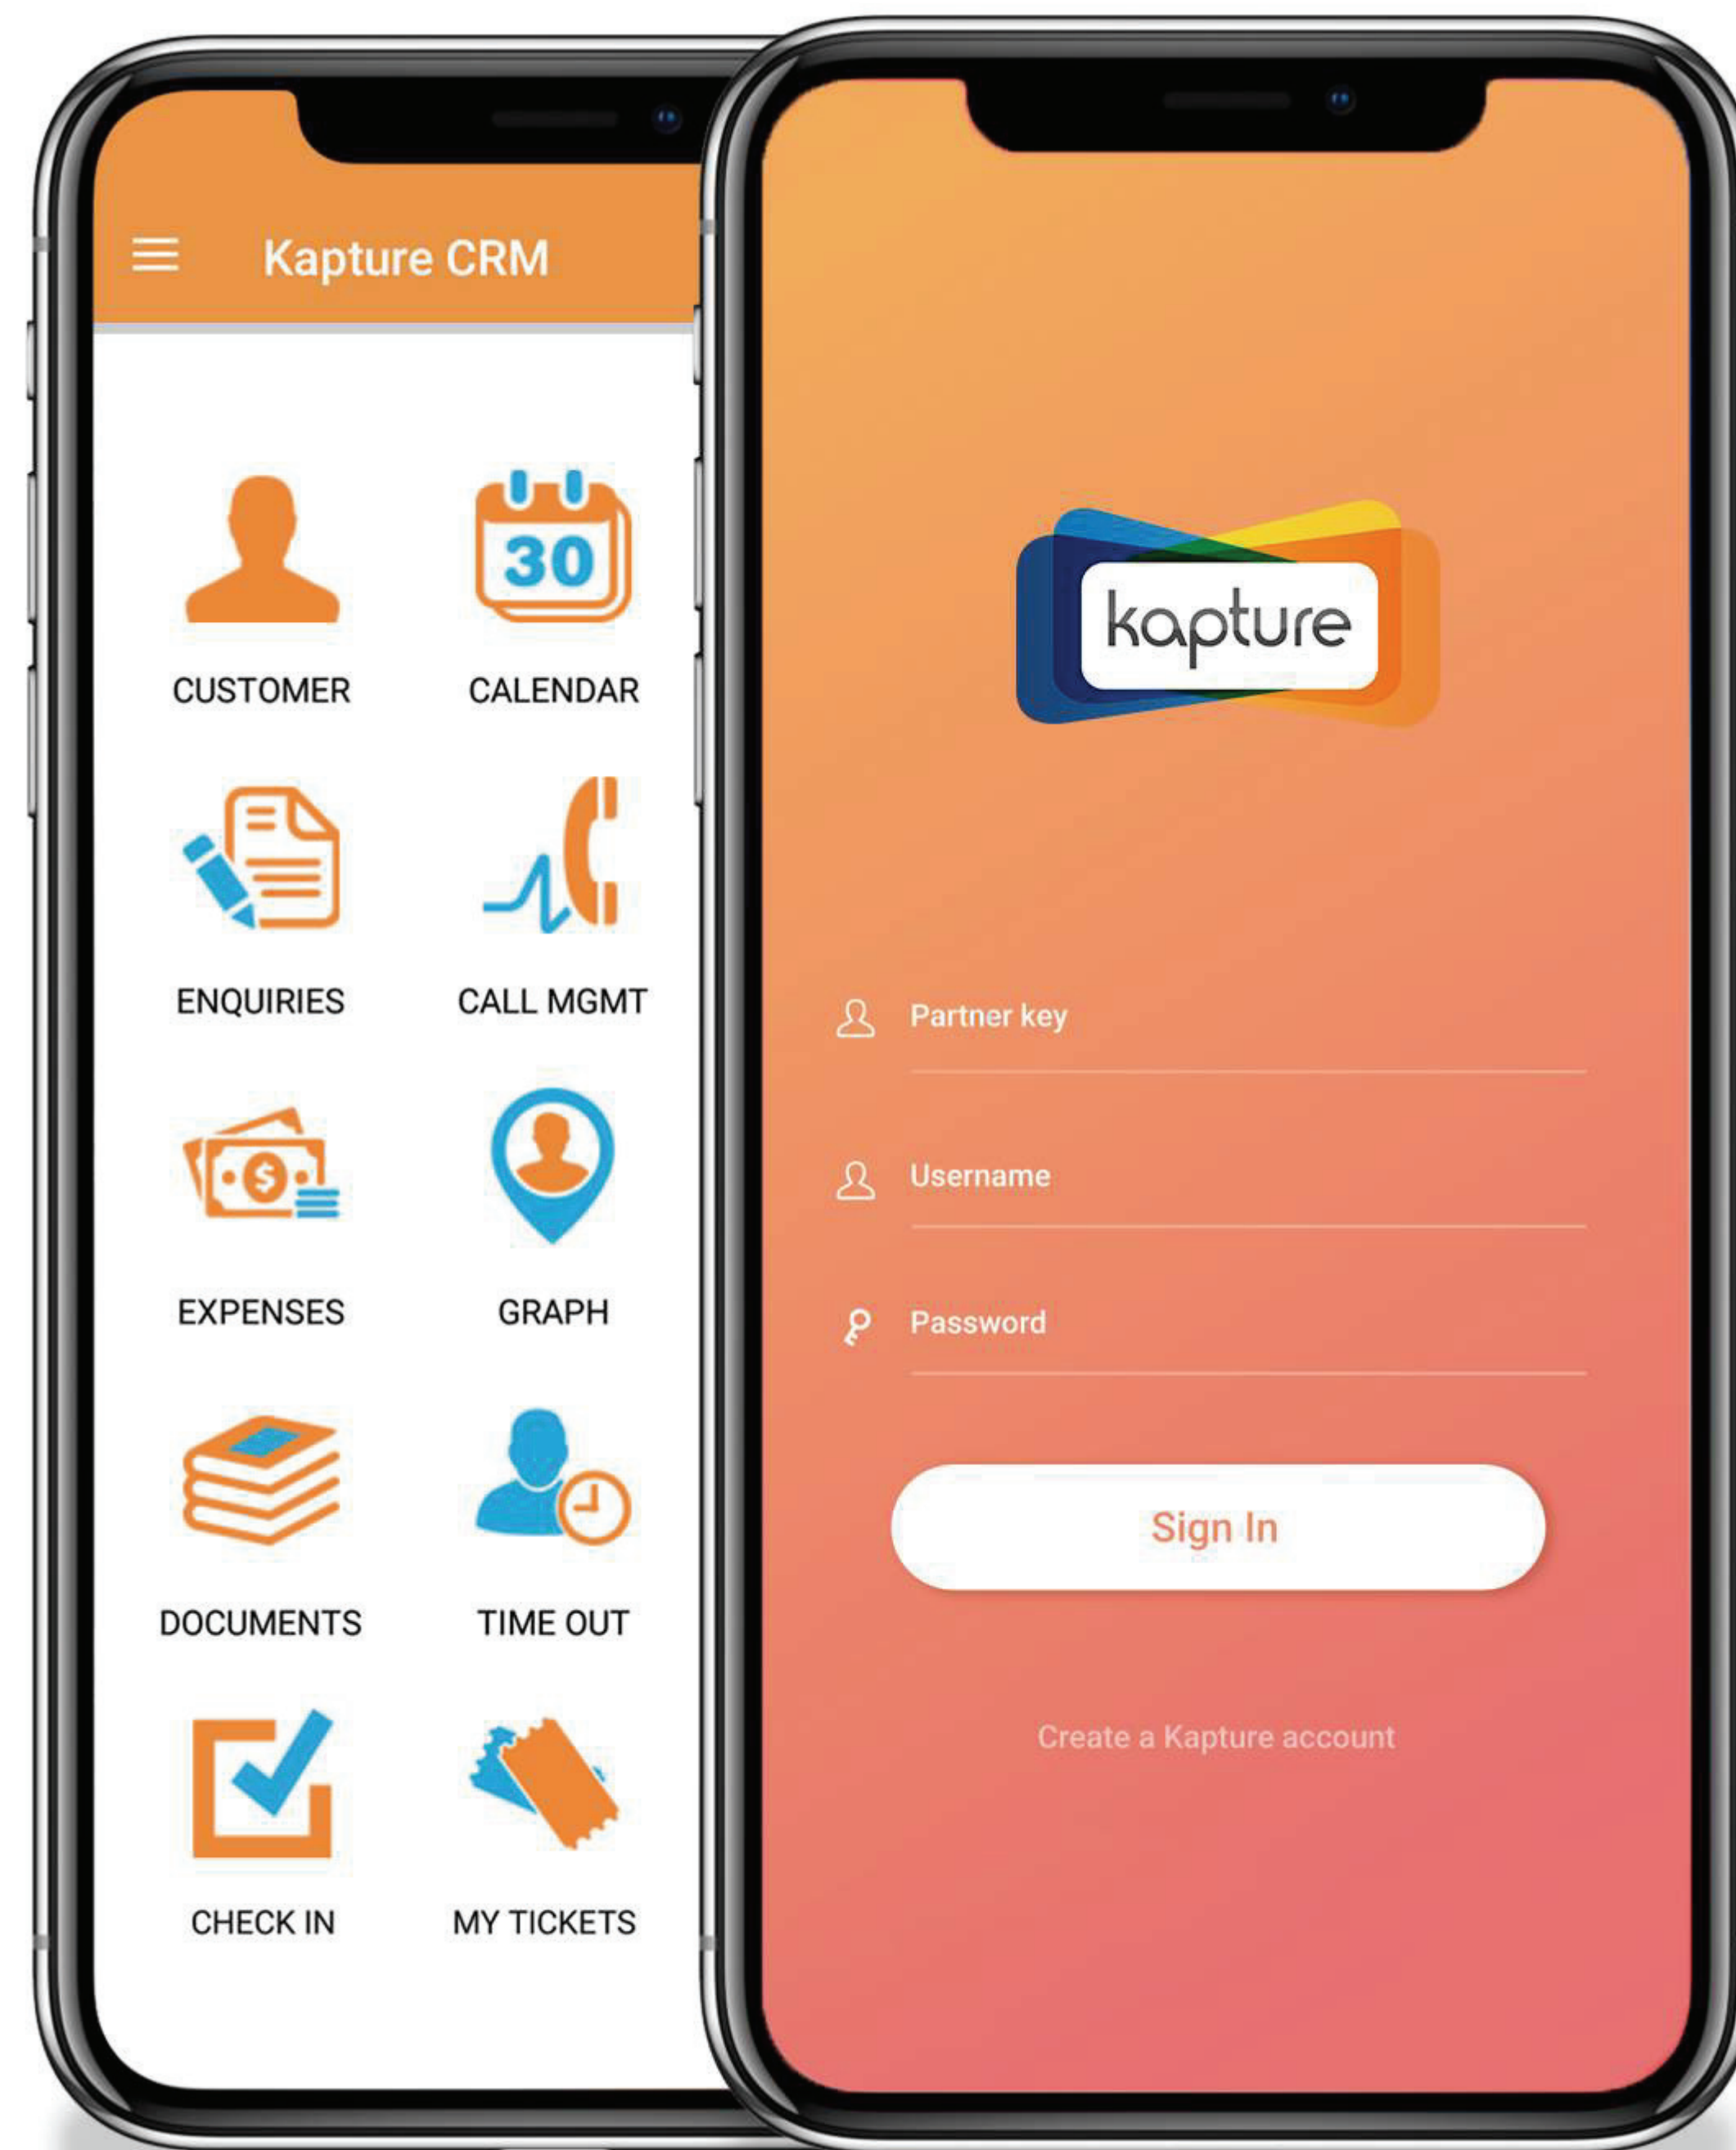 Kapture CRM
30
CUSTOMER
CALENDAR
ENQUIRIES
CALL MGMT
$
EXPENSES
GRAPH
DOCUMENTS
TIME OUT
CHECK IN
MY TICKETS
kapture
Partner key
Username
Password
Sign In
Create a Kapture account